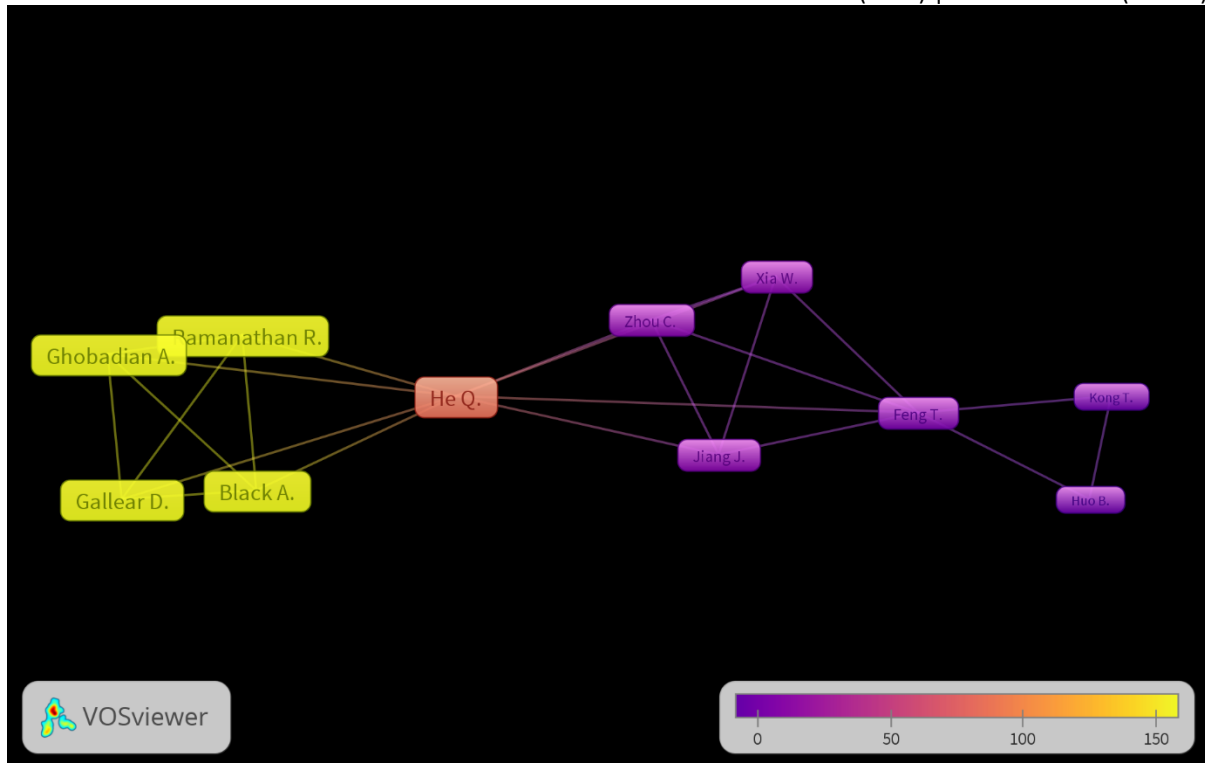 Xia W.
Zhou C.
Ramanathan R.
Ghobadian A.
He Q.
Kong T.
Feng T.
Jiang J.
Black A.
Gallear D.
Huo B.
VOSviewer
0 50 100 150